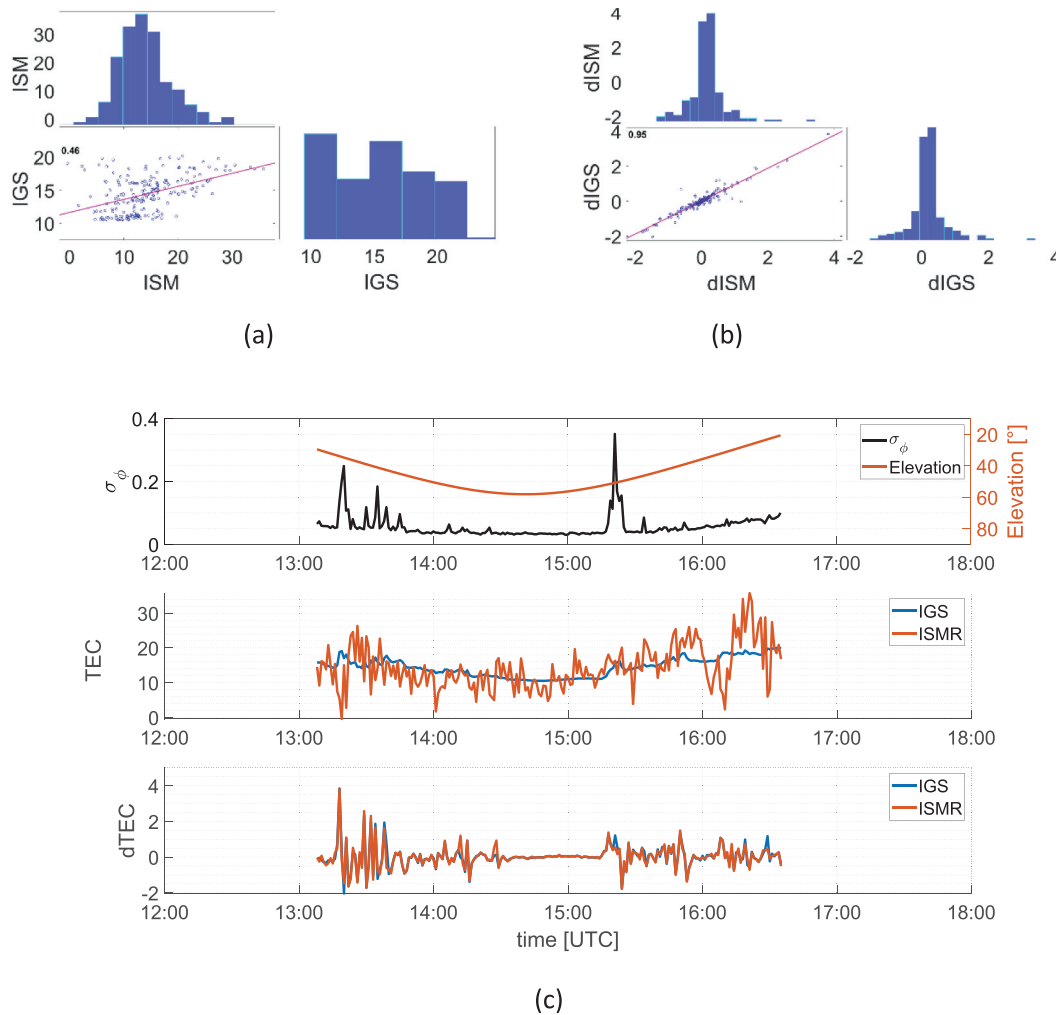 30
20
10
0
ISM
0.46
20
15
10
IGS
0 10 20 30
ISM
10 15 20
IGS
(a)
4
2
0
-2
dISM
0.95
4
2
0
-2
dIGS
-2 0 2 4
dISM
-2 0 2 4
dIGS
(b)
0.4
0.2
0
σϕ
σϕ
Elevation
20
40
60
80
Elevation [°]
12:00 13:00 14:00 15:00 16:00 17:00 18:00
30
20
10
0
TEC
IGS
ISMR
12:00 13:00 14:00 15:00 16:00 17:00 18:00
4
2
0
-2
dTEC
IGS
ISMR
12:00 13:00 14:00 15:00 16:00 17:00 18:00
time [UTC]
(c)